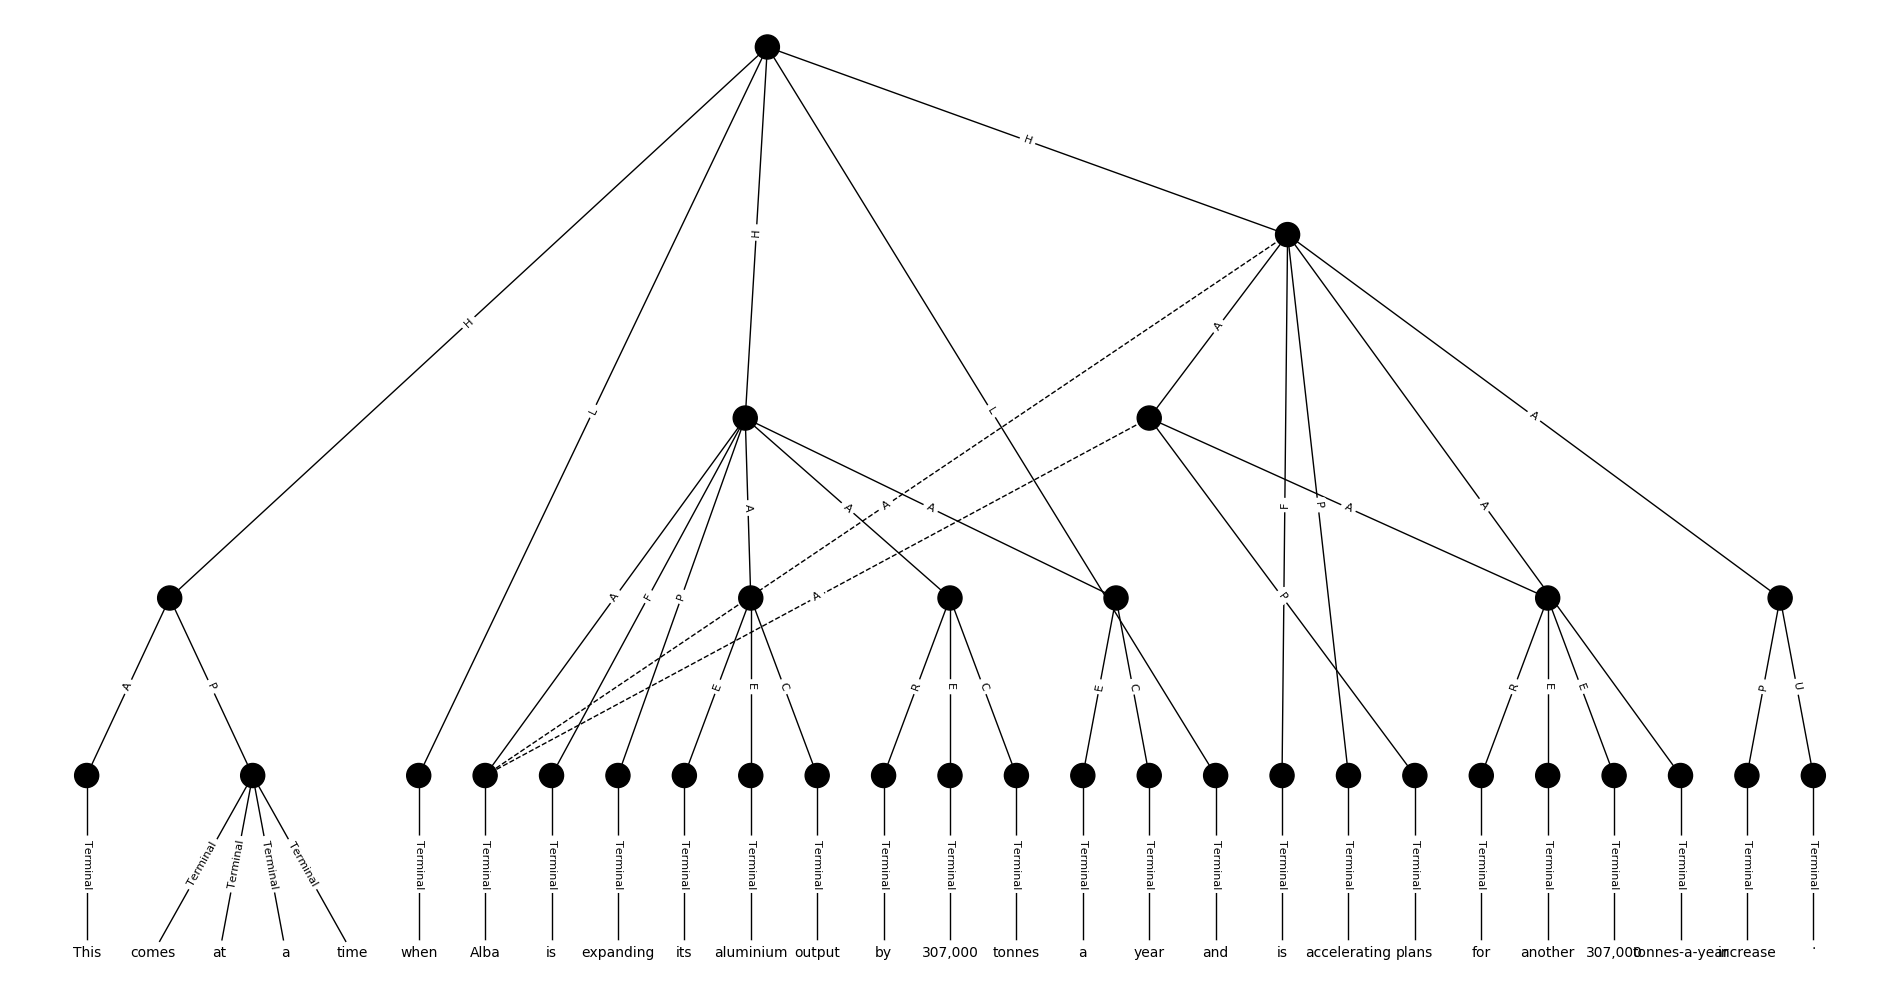 H
H
L
H
L
A
A
A
A
A
A
A
F
P
A
A
A
F
P
P
A
P
E
E
C
R
E
C
E
C
R
E
E
P
U
Terminal Terminal Terminal Terminal Terminal Terminal Terminal Terminal Terminal Terminal Terminal Terminal Terminal Terminal Terminal Terminal Terminal Terminal Terminal Terminal Terminal Terminal Terminal Terminal Terminal Terminal Terminal
This comes at a time when Alba is expanding its aluminium output by 307,000 tonnes a year and is accelerating plans for another 307,000 tonnes-a-year increase .